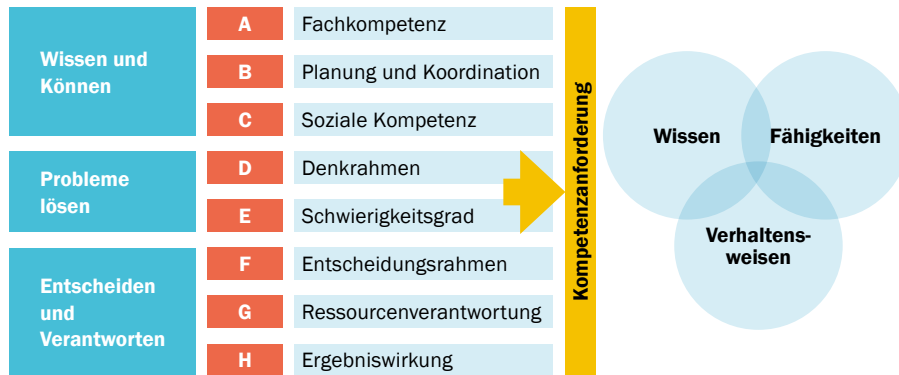 Wissen und
Können
A
Fachkompetenz
B
Planung und Koordination
C
Soziale Kompetenz
Probleme
lösen
D
Denkrahmen
E
Schwierigkeitsgrad
Entscheiden
und
Verantworten
F
Entscheidungsrahmen
G
Ressourcenverantwortung
H
Ergebniswirkung
Kompetenzanforderung
Wissen
Fähigkeiten
Verhaltens-
weisen